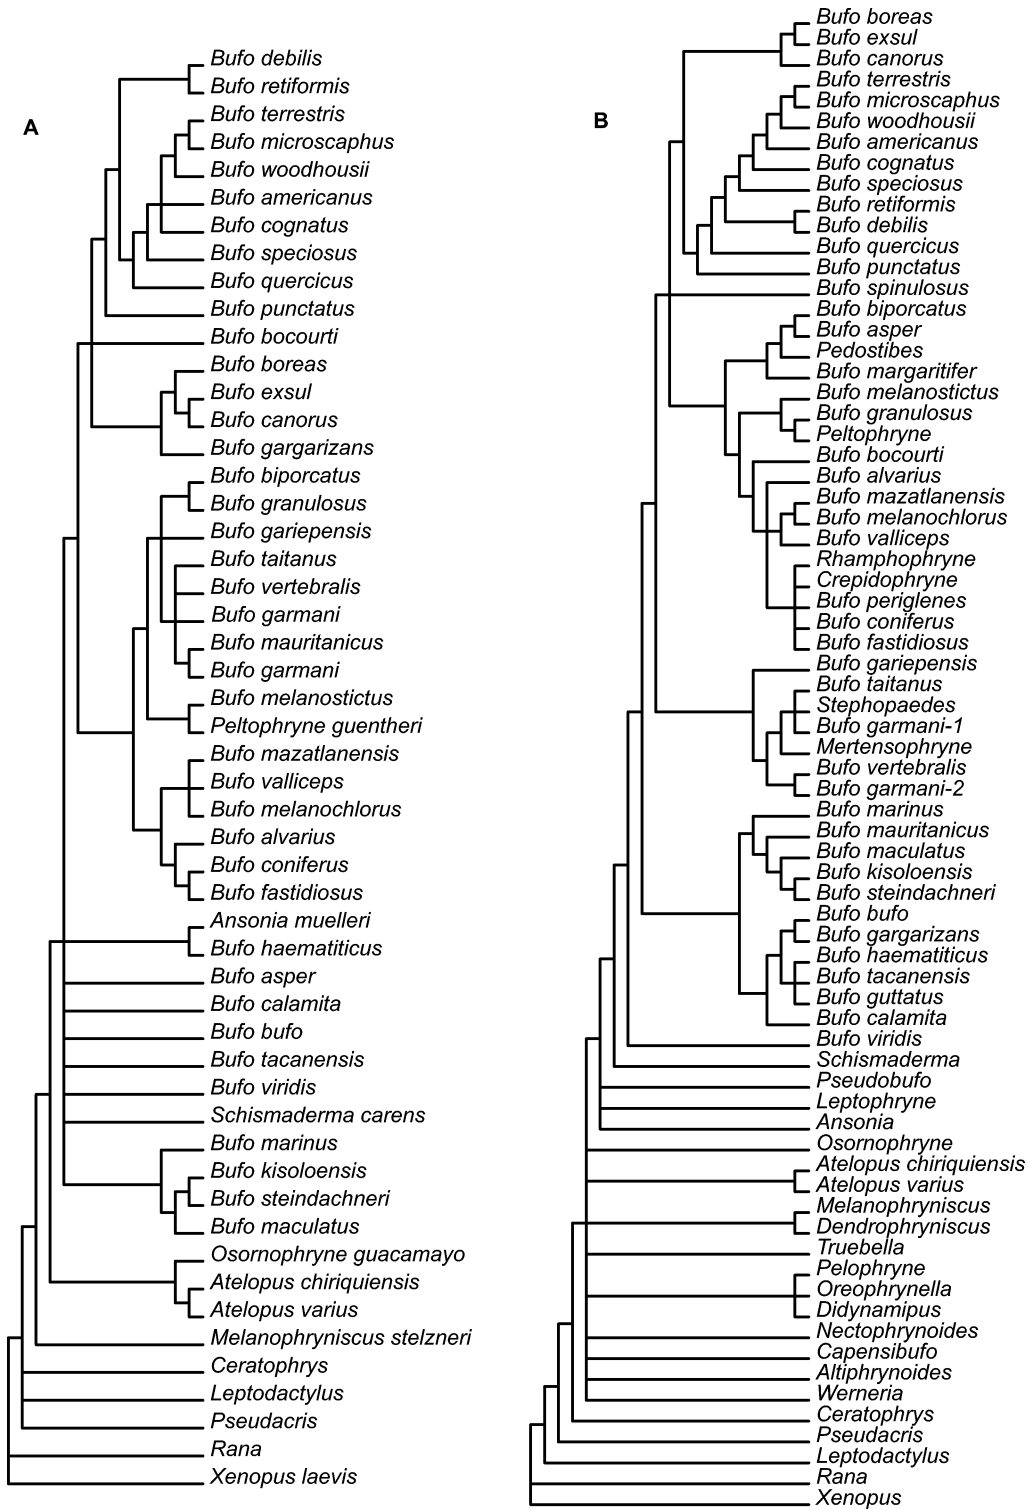 A
Bufo debilis
Bufo retiformis
Bufo terrestris
Bufo microscaphus
Bufo woodhousii
Bufo americanus
Bufo cognatus
Bufo speciosus
Bufo quercicus
Bufo punctatus
Bufo bocourti
Bufo boreas
Bufo exsul
Bufo canorus
Bufo gargarizans
Bufo biporcatus
Bufo granulosus
Bufo gariepensis
Bufo taitanus
Bufo vertebralis
Bufo garmani
Bufo mauritanicus
Bufo garmani
Bufo melanostictus
Peltophryne guentheri
Bufo mazatlanensis
Bufo valliceps
Bufo melanochlorus
Bufo alvarius
Bufo coniferus
Bufo fastidiosus
Ansonia muelleri
Bufo haematiticus
Bufo asper
Bufo calamita
Bufo bufo
Bufo tacanensis
Bufo viridis
Schismaderma carens
Bufo marinus
Bufo kisoloensis
Bufo steindachneri
Bufo maculatus
Osornophryne guacamayo
Atelopus chiriquiensis
Atelopus varius
Melanophryniscus stelzneri
Ceratophrys
Leptodactylus
Pseudacris
Rana
Xenopus laevis
B
Bufo boreas
Bufo exsul
Bufo canorus
Bufo terrestris
Bufo microscaphus
Bufo woodhousii
Bufo americanus
Bufo cognatus
Bufo speciosus
Bufo retiformis
Bufo debilis
Bufo quercicus
Bufo punctatus
Bufo spinulosus
Bufo biporcatus
Bufo asper
Pedostibes
Bufo margaritifer
Bufo melanostictus
Bufo granulosus
Peltophryne
Bufo bocourti
Bufo alvarius
Bufo mazatlanensis
Bufo melanochlorus
Bufo valliceps
Rhamphophryne
Crepidophryne
Bufo periglenes
Bufo coniferus
Bufo fastidiosus
Bufo gariepensis
Bufo taitanus
Stephopaedes
Bufo garmani-1
Mertensophryne
Bufo vertebralis
Bufo garmani-2
Bufo marinus
Bufo mauritanicus
Bufo maculatus
Bufo kisoloensis
Bufo steindachneri
Bufo bufo
Bufo gargarizans
Bufo haematiticus
Bufo tacanensis
Bufo guttatus
Bufo calamita
Bufo viridis
Schismaderma
Pseudobufo
Leptophryne
Ansonia
Osornophryne
Atelopus chiriquiensis
Atelopus varius
Melanophryniscus
Dendrophryniscus
Truebella
Pelophryne
Oreophrynella
Didynamipus
Nectophrynoides
Capensibufo
Altiphrynoides
Werneria
Ceratophrys
Pseudacris
Leptodactylus
Rana
Xenopus